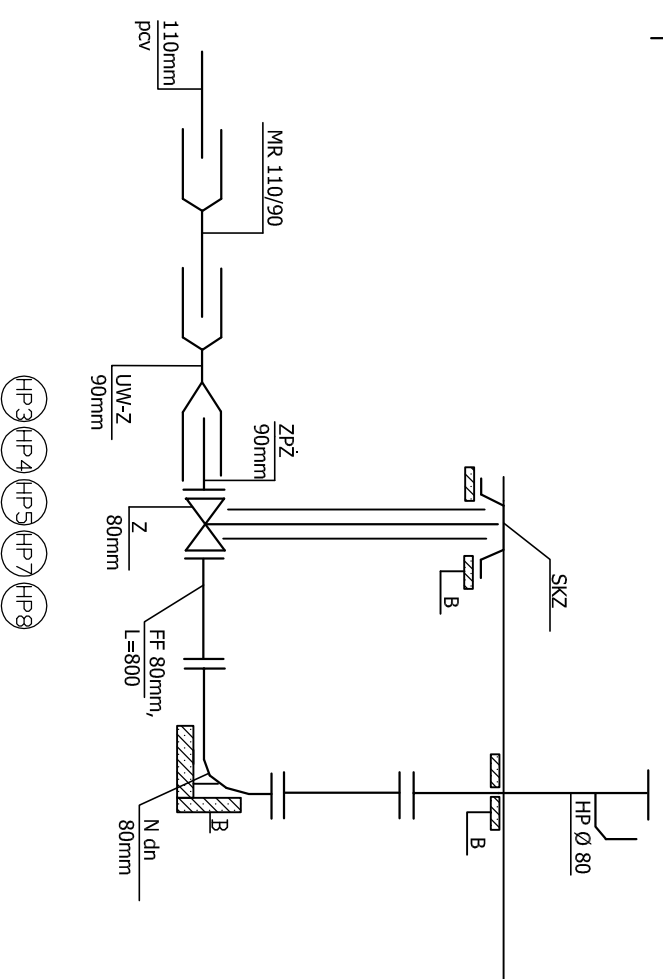 110mm
pcv
MR 110/90
UW-Z
90mm
ZPŻ
90mm
Z
80mm
SKZ
B
FF 80mm,
L=800
N dn
80mm
B
B
HP Ø 80
HP3 HP4 HP5 HP7 HP8